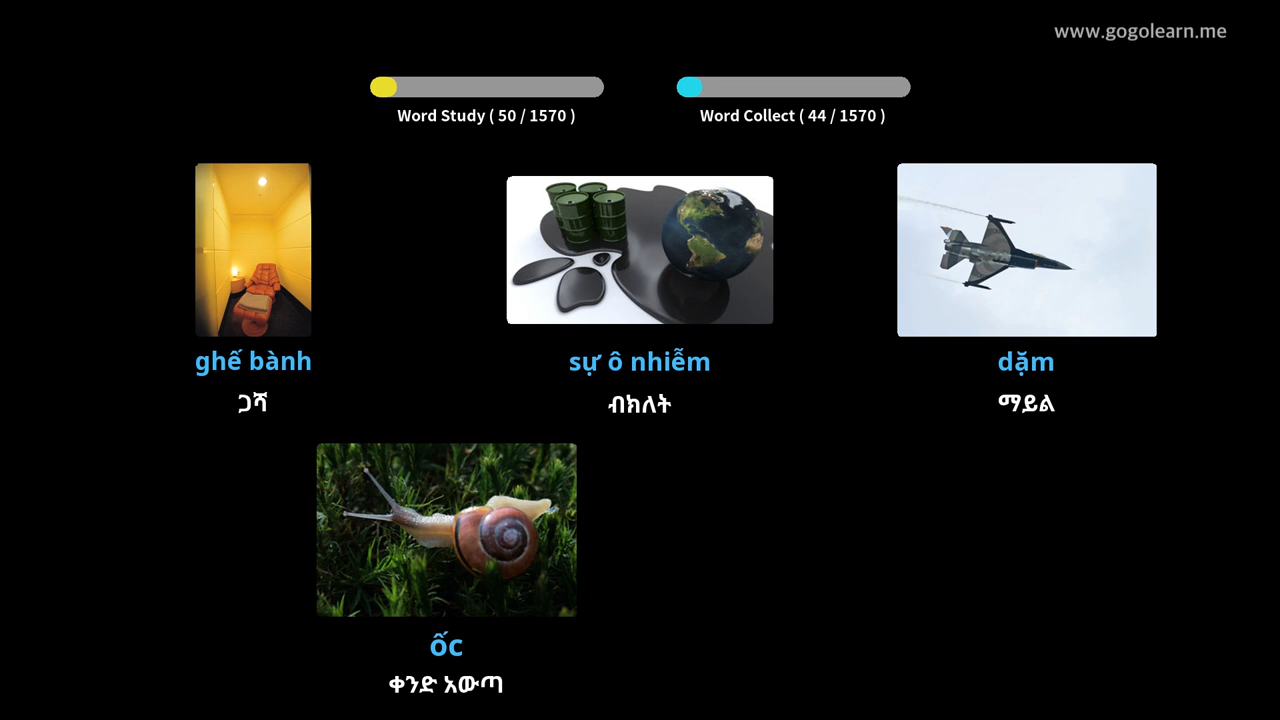 www.gogolearn.me
Word Study ( 50 / 1570 )
Word Collect ( 44 / 1570 )
ghế bành
sự ô nhiễm
dặm
ጋሻ
ብክለት
ማይል
ốc
ቀንድ አውጣ